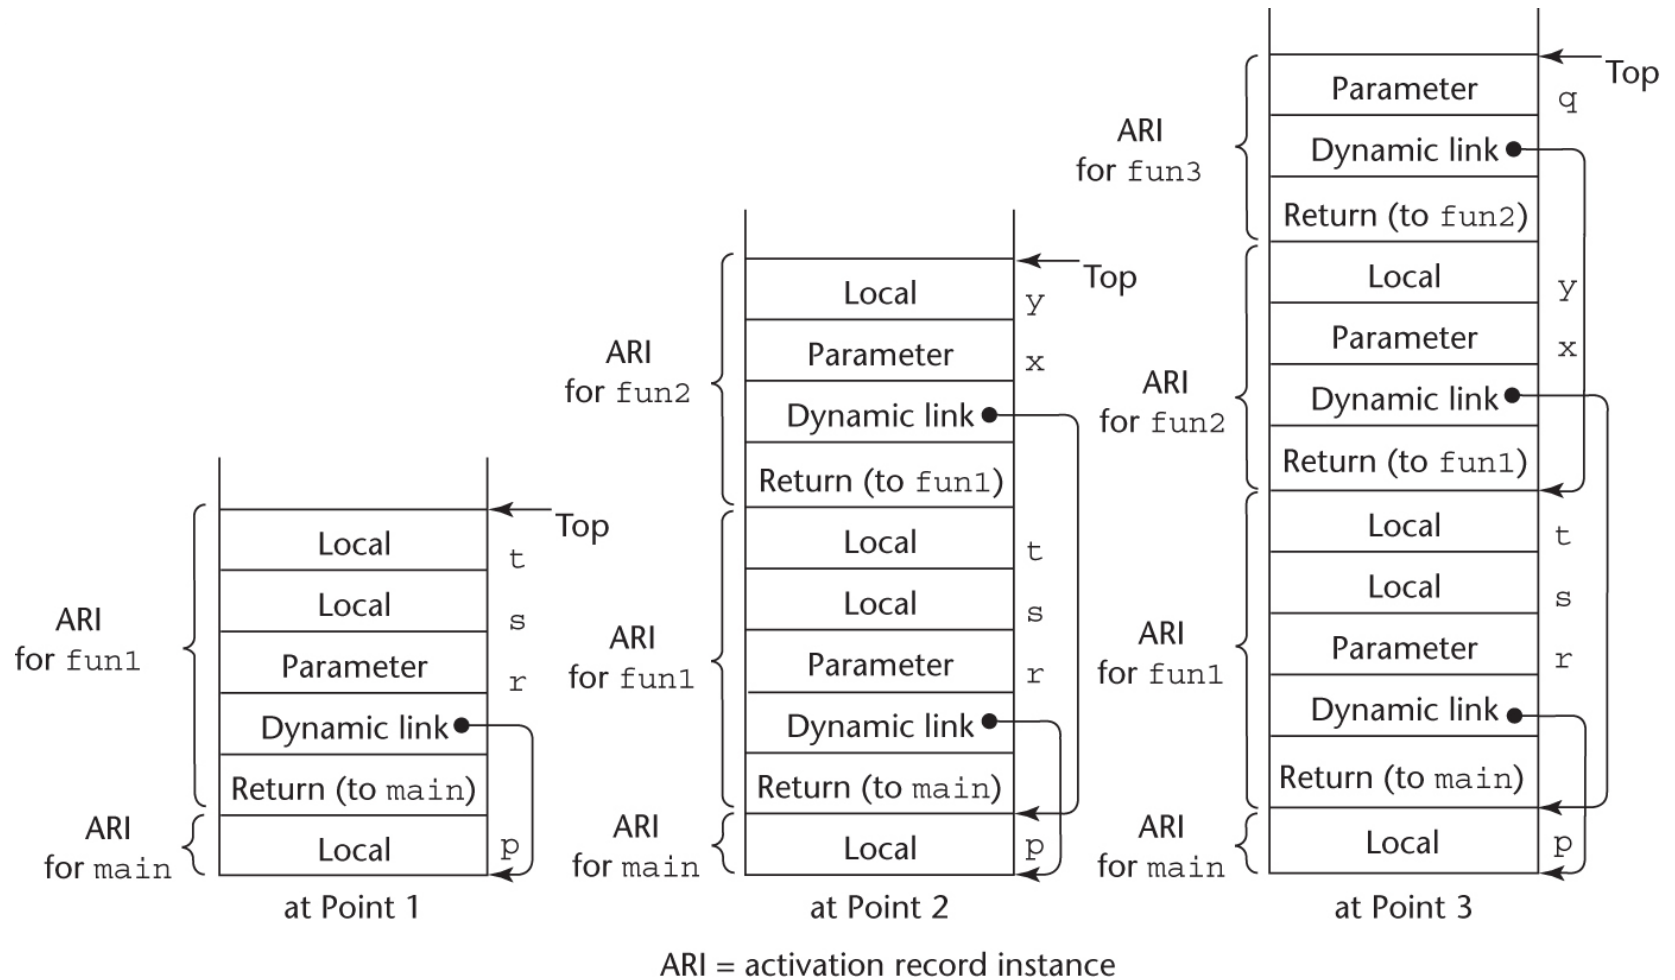 Local
t
Local
s
Parameter
r
Dynamic link
Return (to main)
Local
p
Top
ARI
for fun1
ARI
for main
at Point 1
Local
y
Parameter
x
Dynamic link
Return (to fun1)
Local
t
Local
s
Parameter
r
Dynamic link
Return (to main)
Local
p
Top
ARI
for fun2
ARI
for fun1
ARI
for main
at Point 2
Parameter
q
Dynamic link
Return (to fun2)
Local
y
Parameter
x
Dynamic link
Return (to fun1)
Local
t
Local
s
Parameter
r
Dynamic link
Return (to main)
Local
p
Top
ARI
for fun3
ARI
for fun2
ARI
for fun1
ARI
for main
at Point 3
ARI = activation record instance